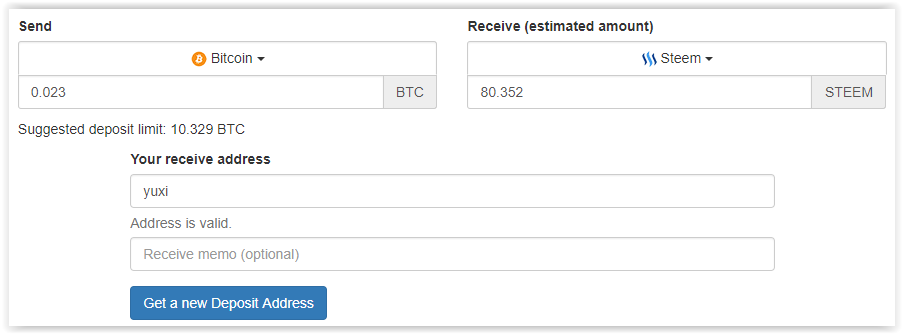 Send
Receive (estimated amount)
Bitcoin
Steem
0.023
BTC
80.352
STEEM
Suggested deposit limit: 10.329 BTC
Your receive address
yuxi
Address is valid.
Receive memo (optional)
Get a new Deposit Address